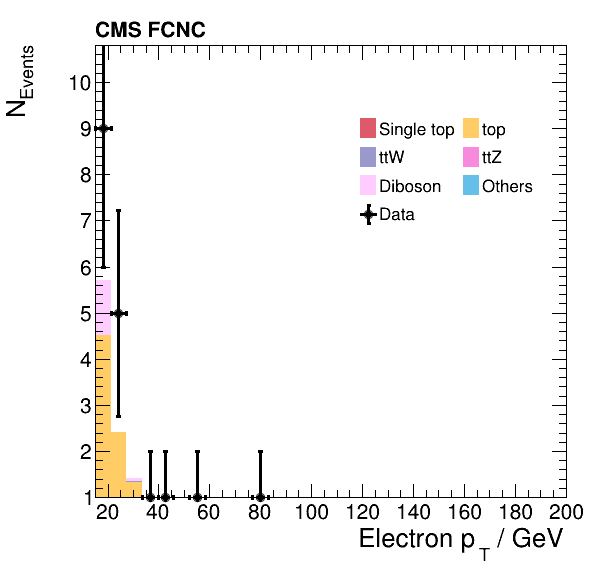 CMS FCNC
N_Events
10
9
8
7
6
5
4
3
2
1
Single top top
ttW ttZ
Diboson Others
Data
20 40 60 80 100 120 140 160 180 200
Electron p_T / GeV